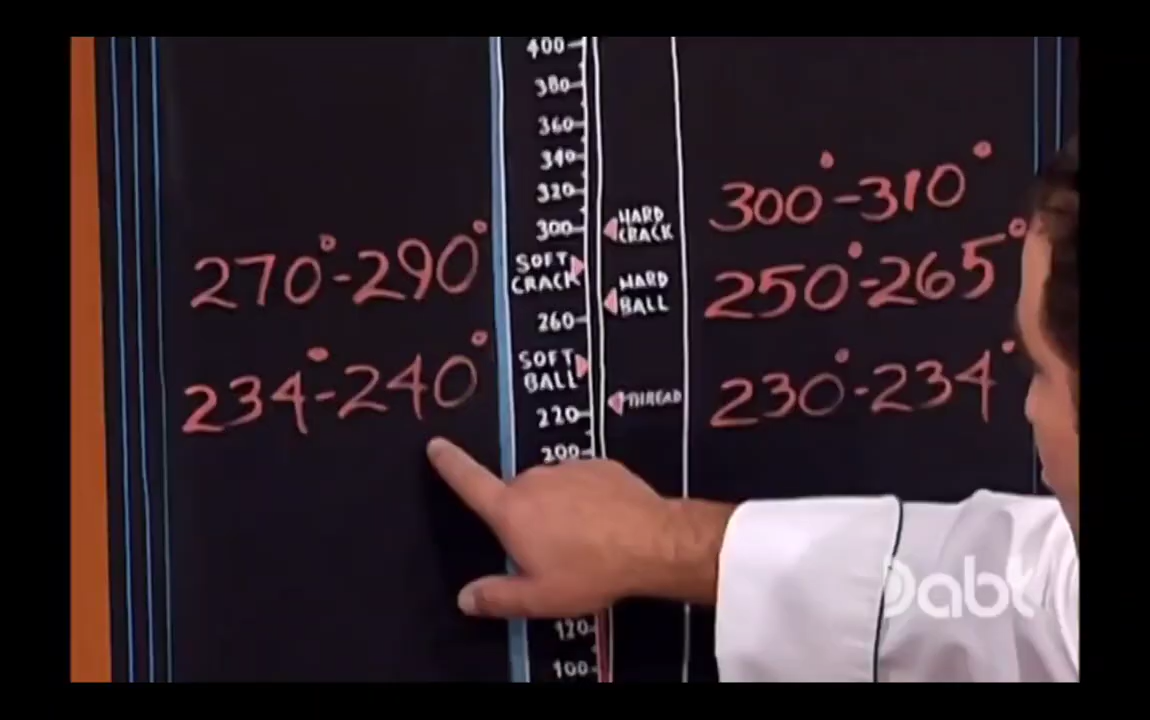 400
380
360
340
320
300
SOFT
CRACK
260
SOFT
BALL
220
200
120
100
HARD
CRACK
HARD
BALL
THREAD
270°-290°
234°-240°
300°-310°
250°-265°
230°-234°
Dabl